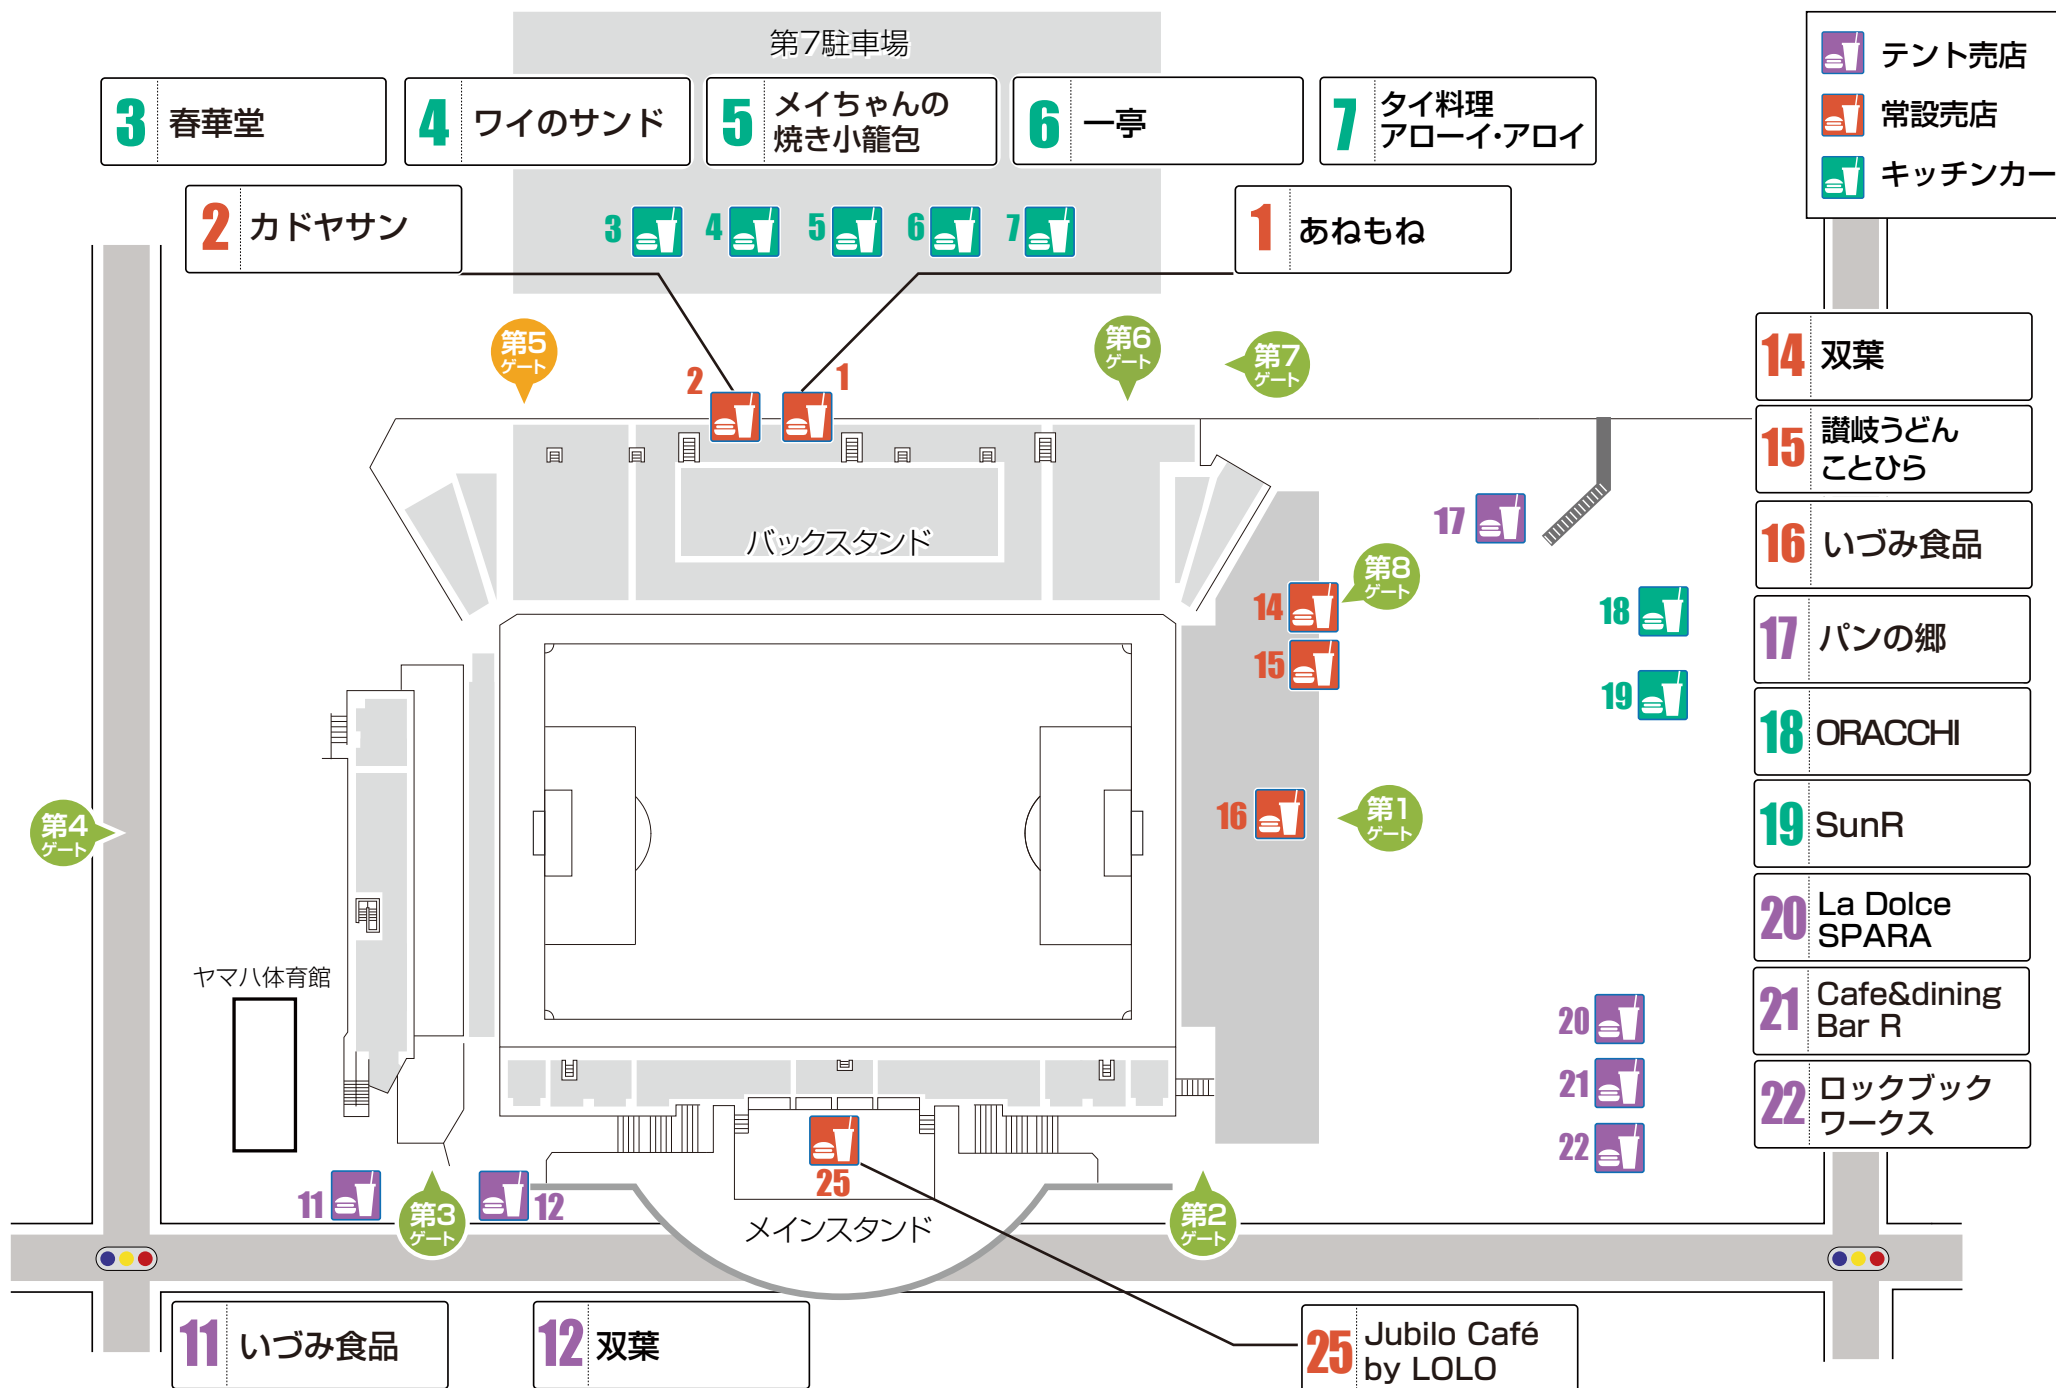 第7駐車場
テント売店
常設売店
キッチンカー
3 春華堂
4 ワイのサンド
5 メイちゃんの
焼き小籠包
6 一亭
7 タイ料理
アローイ・アロイ
2 カドヤサン
1 あねもね
3
4
5
6
7
第5
ゲート
第6
ゲート
第7
ゲート
2
1
バックスタンド
17
第8
ゲート
14
15
18
19
16
第1
ゲート
第4
ゲート
ヤマハ体育館
20
21
22
14 双葉
15 讃岐うどん
ことひら
16 いづみ食品
17 パンの郷
18 ORACCHI
19 SunR
20 La Dolce
SPARA
21 Cafe&dining
Bar R
22 ロックブック
ワークス
11
第3
ゲート
12
25
メインスタンド
第2
ゲート
11 いづみ食品
12 双葉
25 Jubilo Café
by LOLO